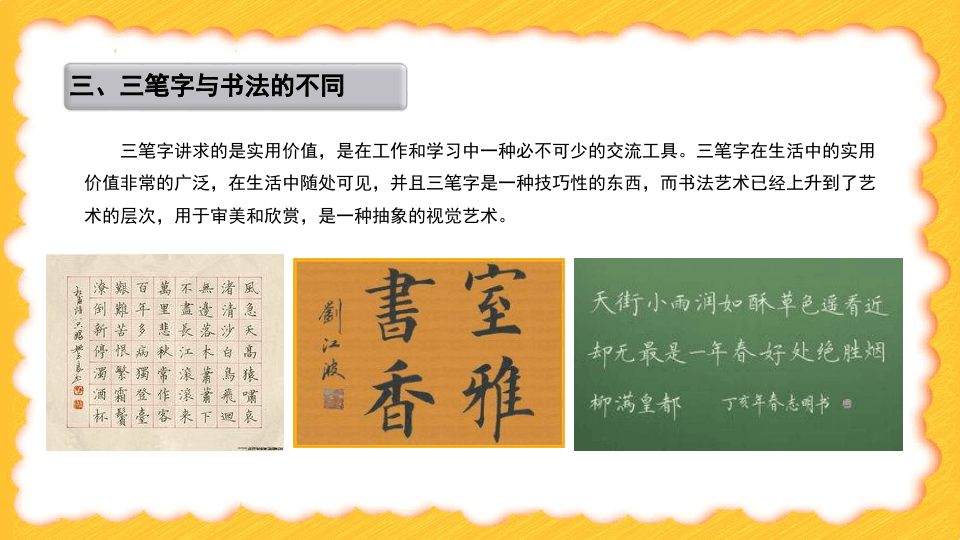 三、三笔字与书法的不同
三笔字讲求的是实用价值，是在工作和学习中一种必不可少的交流工具。三笔字在生活中的实用
价值非常的广泛，在生活中随处可见，并且三笔字是一种技巧性的东西，而书法艺术已经上升到了艺
术的层次，用于审美和欣赏，是一种抽象的视觉艺术。
風急天高猿嘯哀
渚清沙白鳥飛迴
無邊落木蕭蕭下
不盡長江滾滾来
萬里悲秋常作客
百年多病獨登臺
艱難苦恨繁霜鬢
潦倒新停濁酒杯
室雅
書香
劉江波
天街小雨润如酥草色遥看近
却无最是一年春好处绝胜烟
柳满皇都 丁亥年春志明书